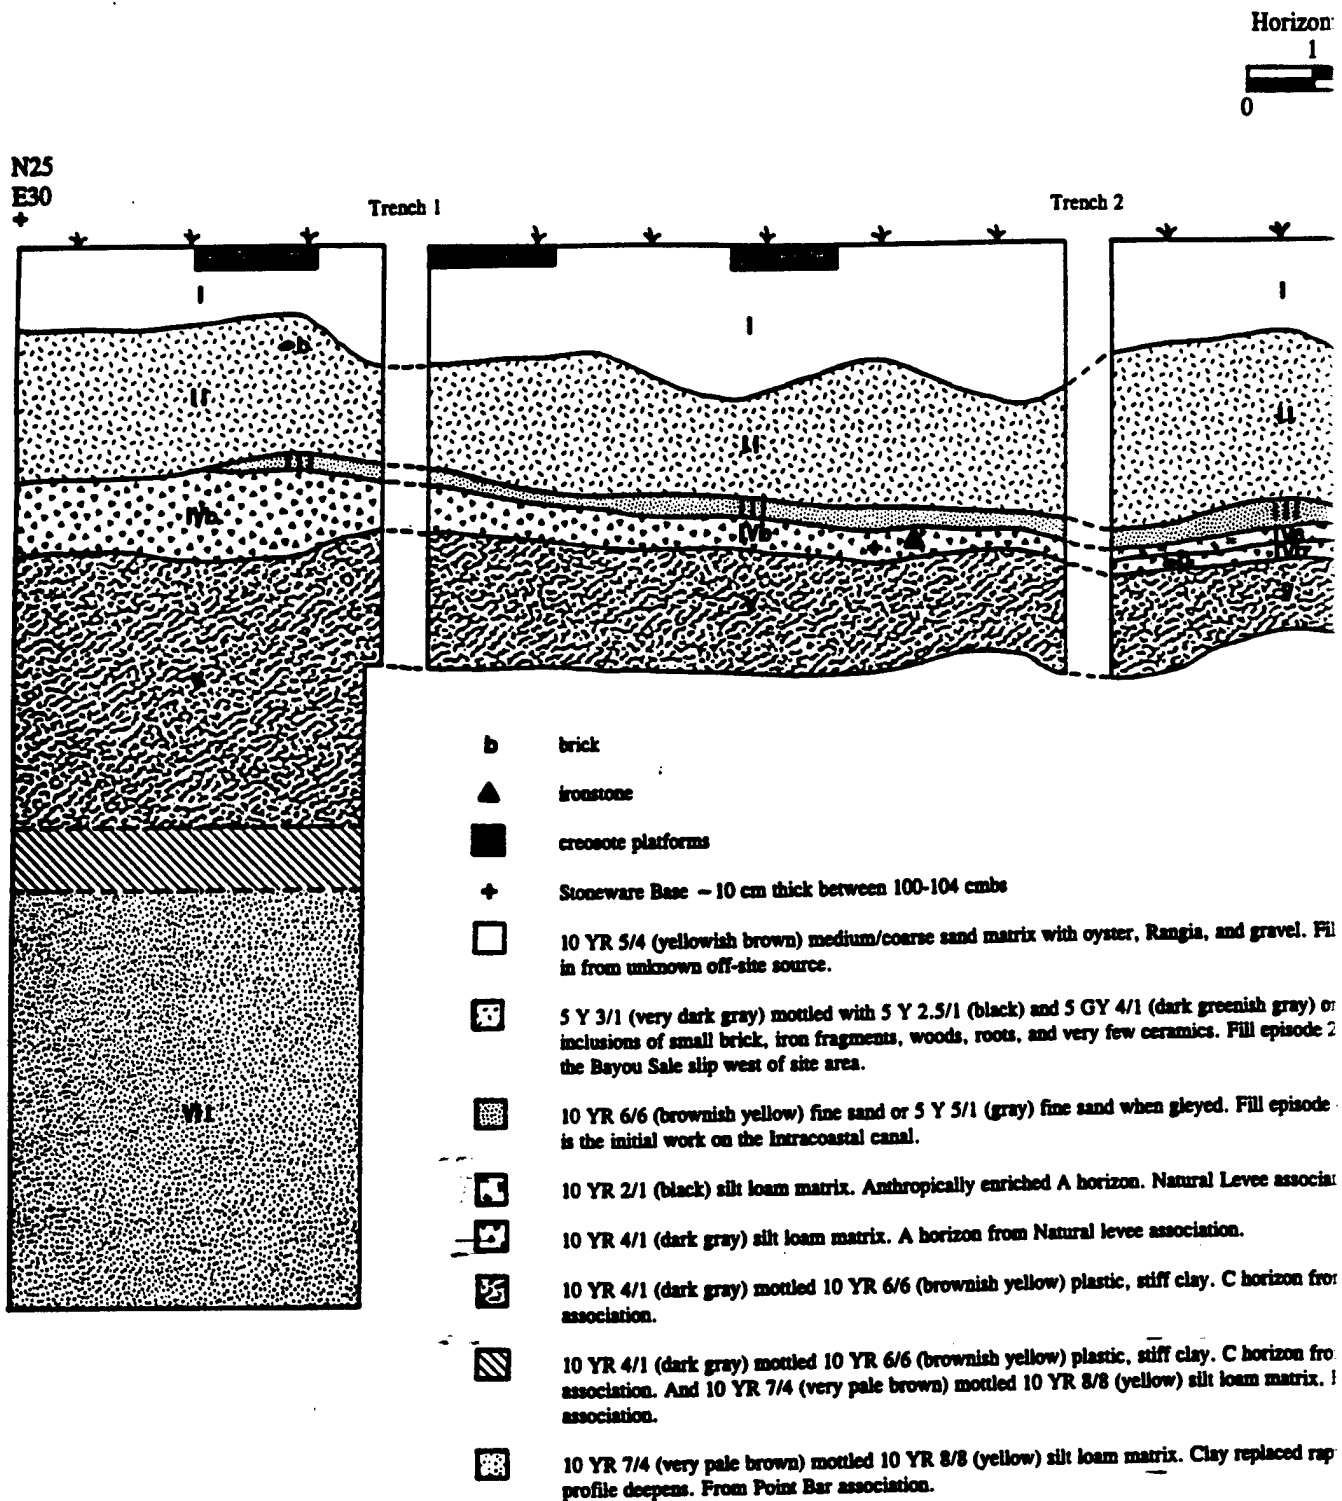 Horizon
1
0
N25
E30
+
Trench 1
Trench 2
I
I
I
b
II
II
II
III
III
III
IVb
IVb
V
V
V
VII
b brick
ironstone
creosote platforms
+ Stoneware Base ~ 10 cm thick between 100-104 cmbs
10 YR 5/4 (yellowish brown) medium/coarse sand matrix with oyster, Rangia, and gravel. Fil
in from unknown off-site source.
5 Y 3/1 (very dark gray) mottled with 5 Y 2.5/1 (black) and 5 GY 4/1 (dark greenish gray) or
inclusions of small brick, iron fragments, woods, roots, and very few ceramics. Fill episode 2
the Bayou Sale slip west of site area.
10 YR 6/6 (brownish yellow) fine sand or 5 Y 5/1 (gray) fine sand when gleyed. Fill episode
is the initial work on the Intracoastal canal.
10 YR 2/1 (black) silt loam matrix. Anthropically enriched A horizon. Natural Levee associat
10 YR 4/1 (dark gray) silt loam matrix. A horizon from Natural levee association.
10 YR 4/1 (dark gray) mottled 10 YR 6/6 (brownish yellow) plastic, stiff clay. C horizon from
association.
10 YR 4/1 (dark gray) mottled 10 YR 6/6 (brownish yellow) plastic, stiff clay. C horizon fro
association. And 10 YR 7/4 (very pale brown) mottled 10 YR 8/8 (yellow) silt loam matrix.
association.
10 YR 7/4 (very pale brown) mottled 10 YR 8/8 (yellow) silt loam matrix. Clay replaced rap
profile deepens. From Point Bar association.